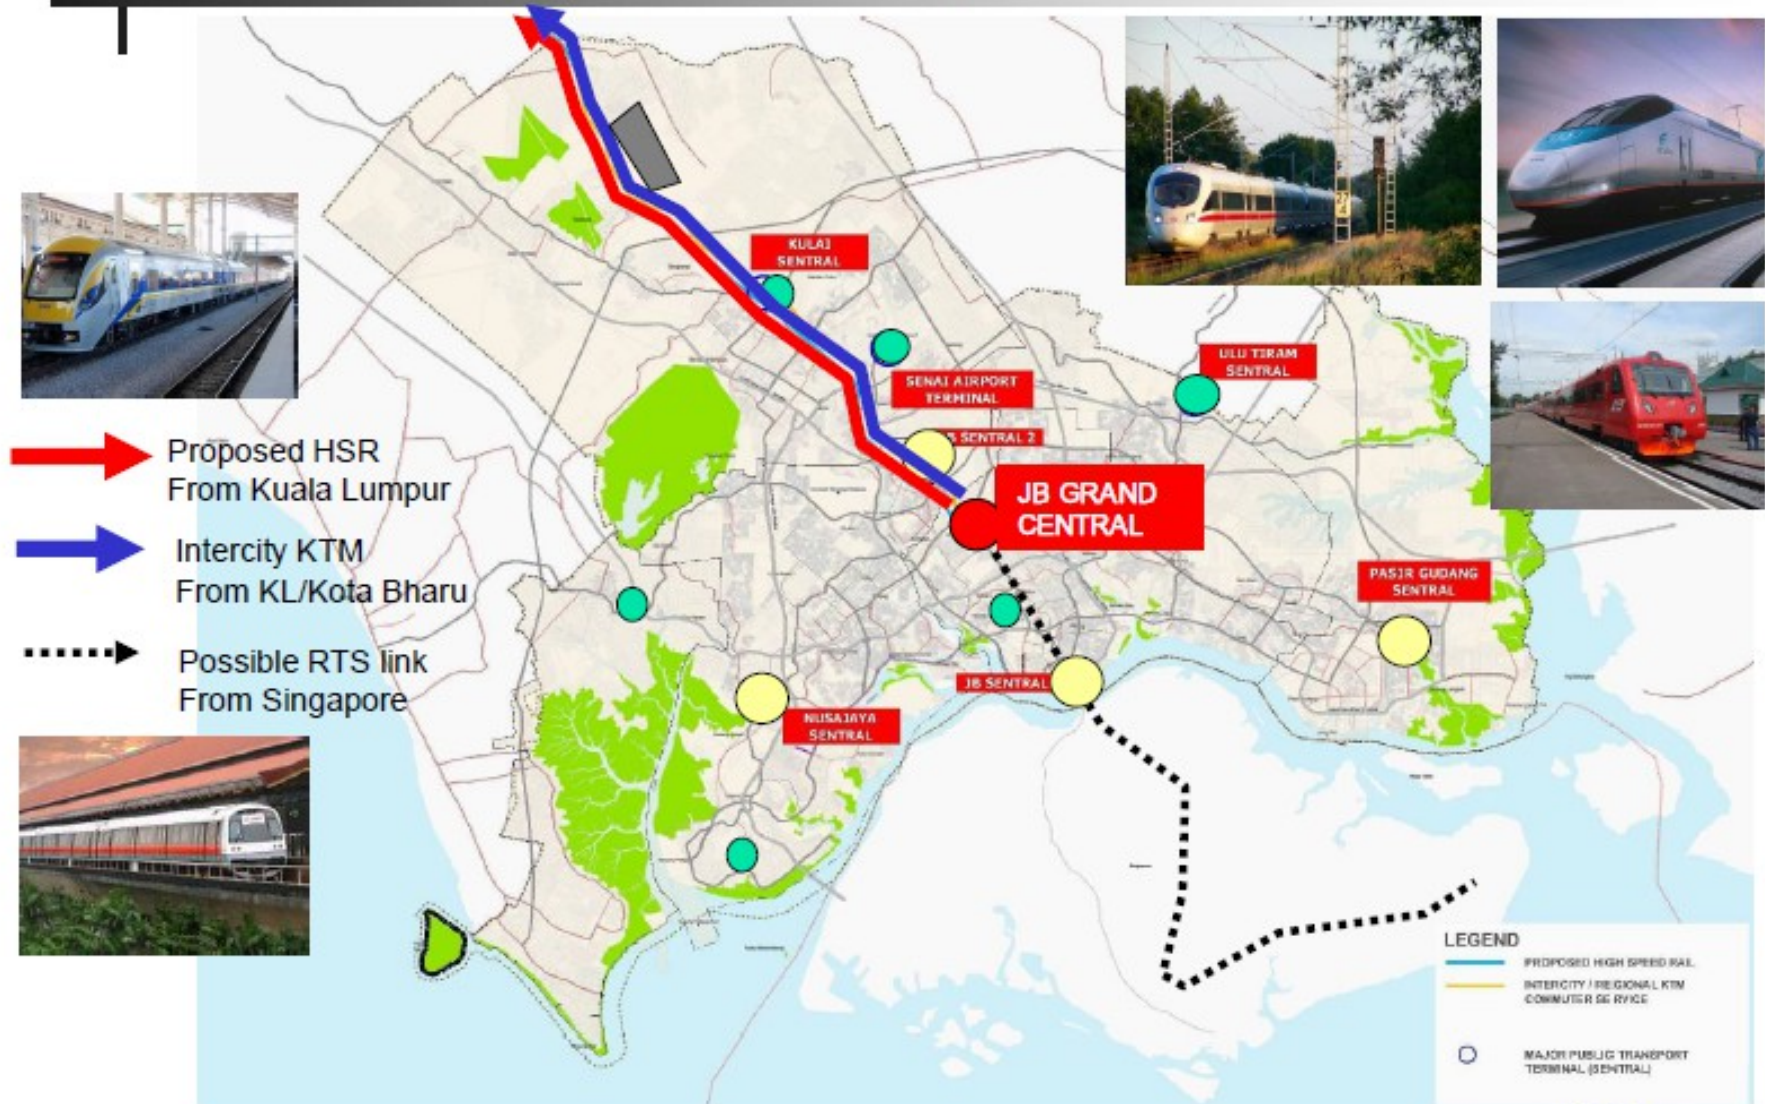 KULAI
SENTRAL
SENAI AIRPORT
TERMINAL
ULU TIRAM
SENTRAL
SENTRAL 2
JB GRAND
CENTRAL
PASIR GUDANG
SENTRAL
JB SENTRAL
NUSAJAYA
SENTRAL
Proposed HSR
From Kuala Lumpur
Intercity KTM
From KL/Kota Bharu
Possible RTS link
From Singapore
LEGEND
PROPOSED HIGH SPEED RAIL
INTERCITY / REGIONAL KTM
COMMUTER SERVICE
MAJOR PUBLIC TRANSPORT
TERMINAL (SENTRAL)